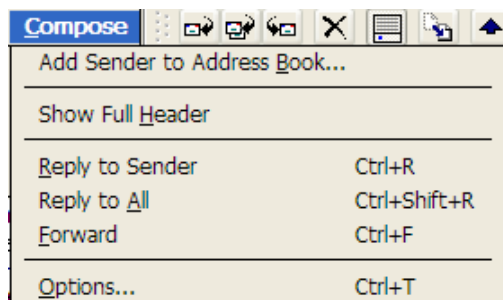 Compose
Add Sender to Address Book...
Show Full Header
Reply to Sender Ctrl+R
Reply to All Ctrl+Shift+R
Forward Ctrl+F
Options... Ctrl+T